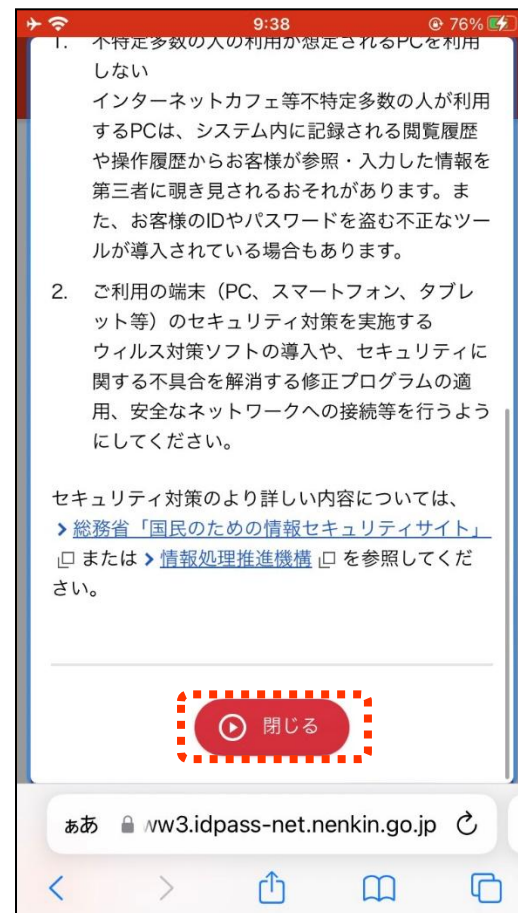 9:38
76%
1. 不特定多数の人の利用が想定されるPCを利用
しない
インターネットカフェ等不特定多数の人が利用
するPCは、システム内に記録される閲覧履歴
や操作履歴からお客様が参照・入力した情報を
第三者に覗き見されるおそれがあります。ま
た、お客様のIDやパスワードを盗む不正なツー
ルが導入されている場合もあります。
2. ご利用の端末（PC、スマートフォン、タブレ
ット等）のセキュリティ対策を実施する
ウィルス対策ソフトの導入や、セキュリティに
関する不具合を解消する修正プログラムの適
用、安全なネットワークへの接続等を行うよう
にしてください。
セキュリティ対策のより詳しい内容については、
総務省「国民のための情報セキュリティサイト」
または 情報処理推進機構 を参照してくだ
さい。
閉じる
ぁあ ww3.idpass-net.nenkin.go.jp